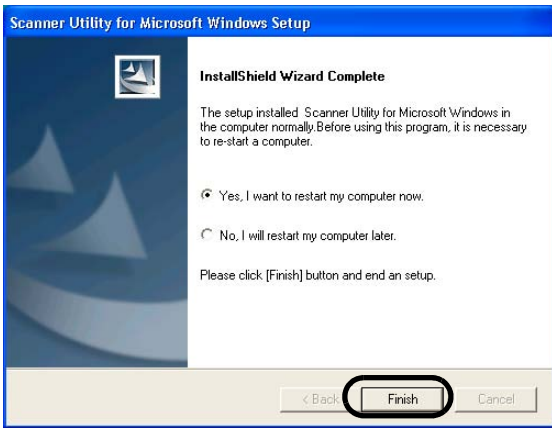 Scanner Utility for Microsoft Windows Setup
InstallShield Wizard Complete
The setup installed  Scanner Utility for Microsoft Windows in
the computer normally.Before using this program, it is necessary
to re-start a computer.
Yes, I want to restart my computer now.
No, I will restart my computer later.
Please click [Finish] button and end an setup.
< Back
Finish
Cancel